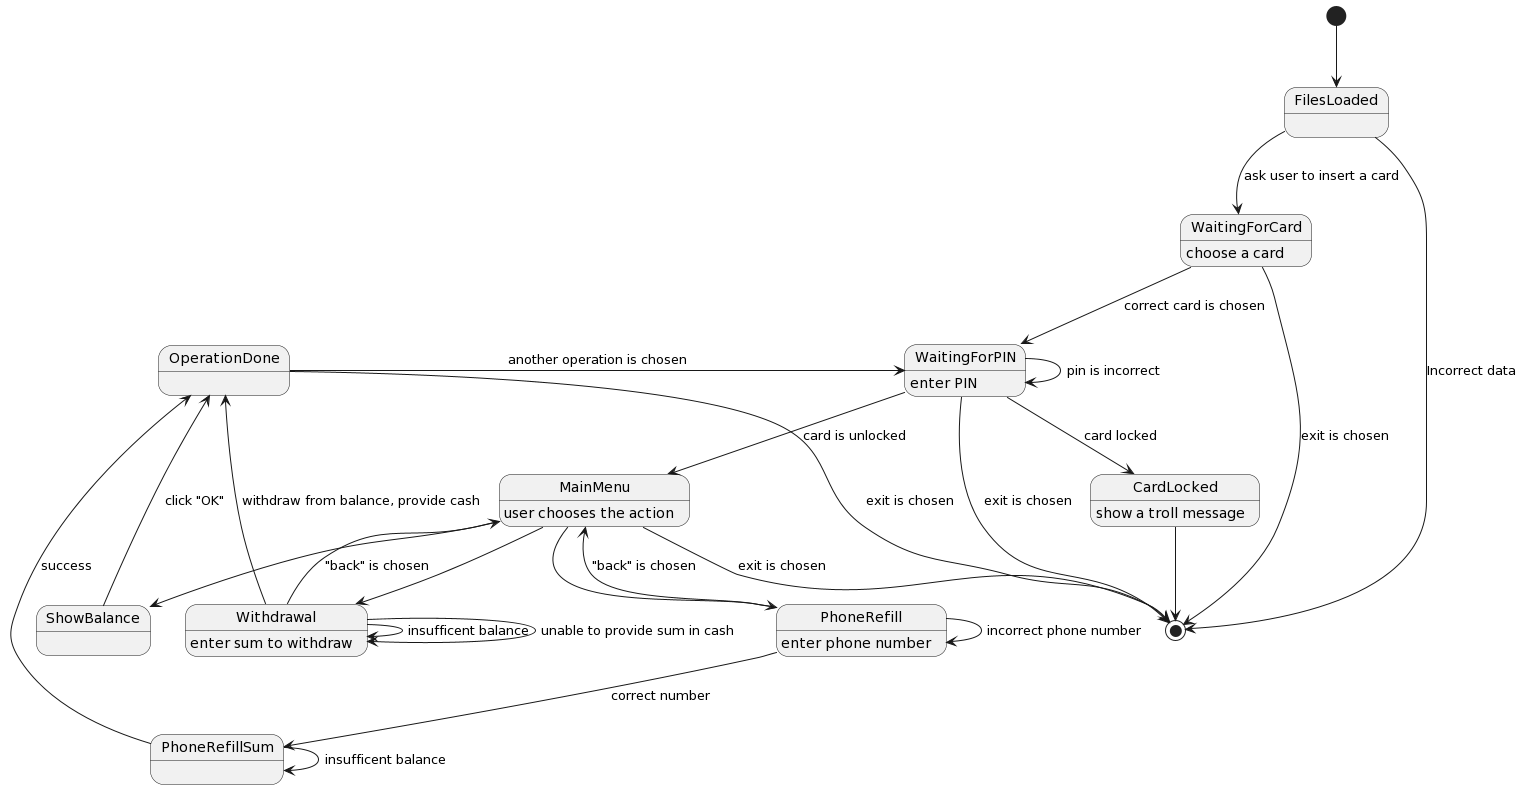 FilesLoaded
ask user to insert a card
WaitingForCard
choose a card
correct card is chosen
OperationDone
another operation is chosen
WaitingForPIN
enter PIN
pin is incorrect
Incorrect data
card is unlocked
card locked
exit is chosen
MainMenu
user chooses the action
CardLocked
show a troll message
click "OK"
withdraw from balance, provide cash
exit is chosen
exit is chosen
success
"back" is chosen
"back" is chosen
exit is chosen
ShowBalance
Withdrawal
enter sum to withdraw
insufficent balance
unable to provide sum in cash
PhoneRefill
enter phone number
incorrect phone number
correct number
PhoneRefillSum
insufficent balance